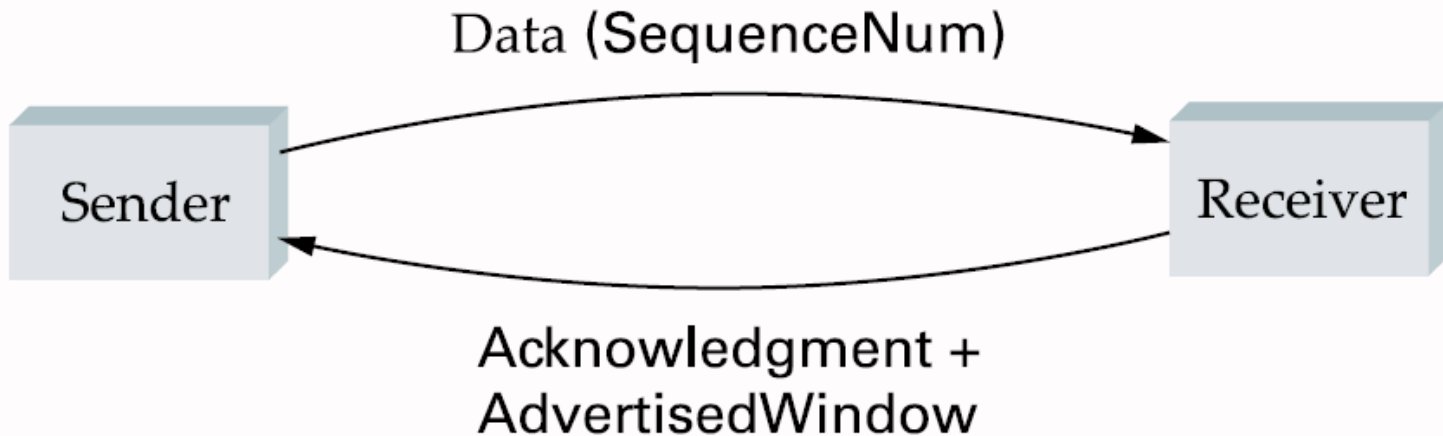 Data (SequenceNum)
Sender
Receiver
Acknowledgment +
AdvertisedWindow